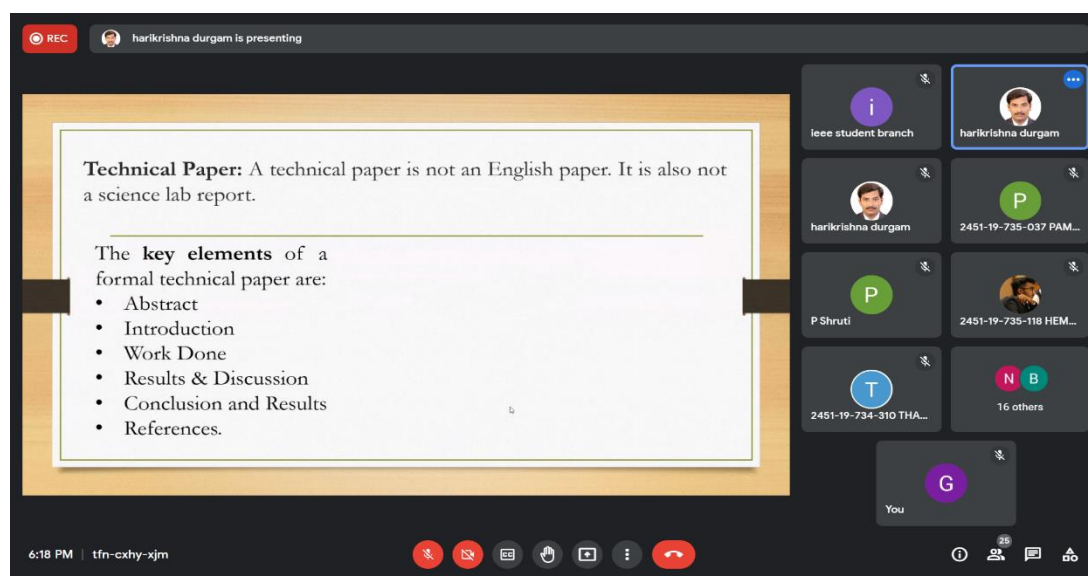 REC
harikrishna durgam is presenting
Technical Paper: A technical paper is not an English paper. It is also not
a science lab report.
The key elements of a
formal technical paper are:
• Abstract
• Introduction
• Work Done
• Results & Discussion
• Conclusion and Results
• References.
i
ieee student branch
harikrishna durgam
harikrishna durgam
P
2451-19-735-037 PAM...
P
P Shruti
2451-19-735-118 HEM...
T
2451-19-734-310 THA...
N B
16 others
G
You
6:18 PM | tfn-cxhy-xjm
CC
25